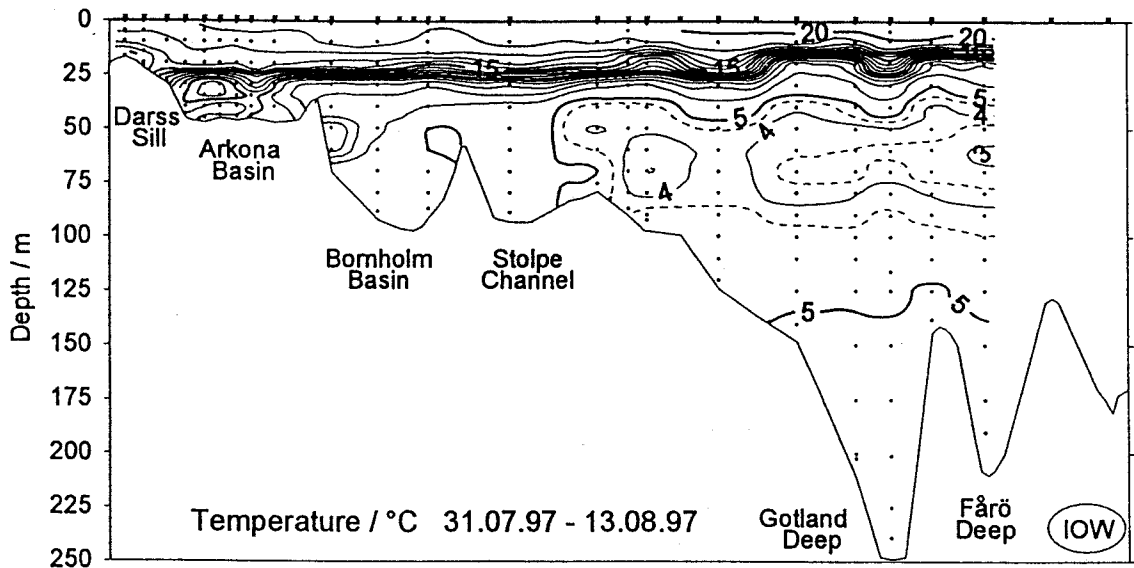 0
20
20
15
15
25
5
Darss
Sill
50
5
4
4
Arkona
Basin
3
75
4
100
Bornholm
Basin
Stolpe
Channel
125
5
5
150
175
200
225
250
Depth / m
Temperature / °C 31.07.97 - 13.08.97
Gotland
Deep
Fårö
Deep
IOW